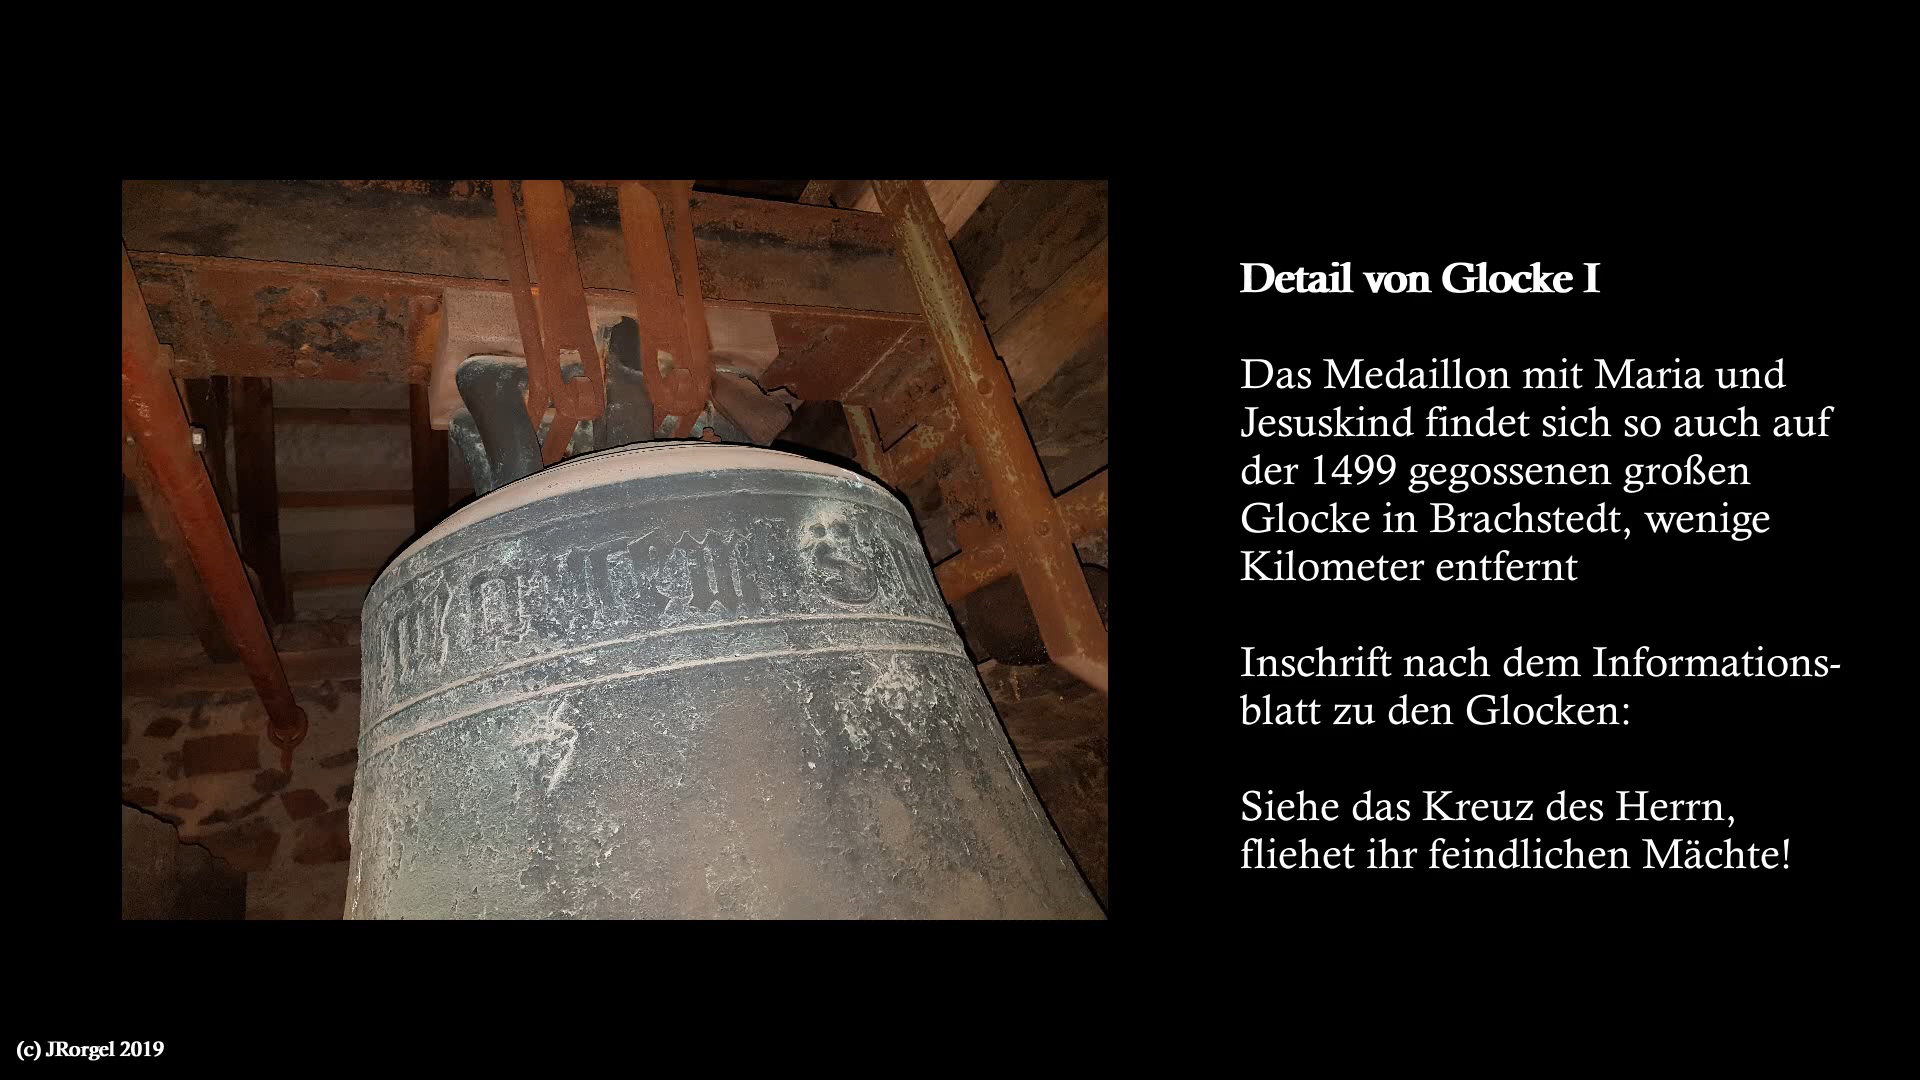 Detail von Glocke I
Das Medaillon mit Maria und
Jesuskind findet sich so auch auf
der 1499 gegossenen großen
Glocke in Brachstedt, wenige
Kilometer entfernt
Inschrift nach dem Informations-
blatt zu den Glocken:
Siehe das Kreuz des Herrn,
fliehet ihr feindlichen Mächte!
(c) JRorgel 2019